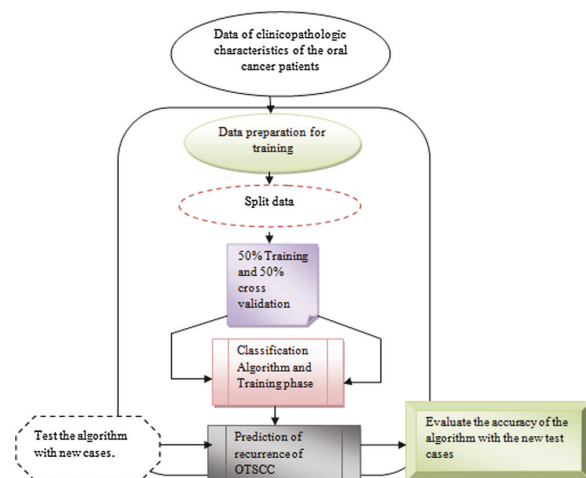 Data of clinicopathologic
characteristics of the oral
cancer patients
Data preparation for
training
Split data
50% Training
and 50%
cross
validation
Classification
Algorithm and
Training phase
Test the algorithm
with new cases.
Prediction of
recurrence of
OTSCC
Evaluate the accuracy of the
algorithm with the new test
cases